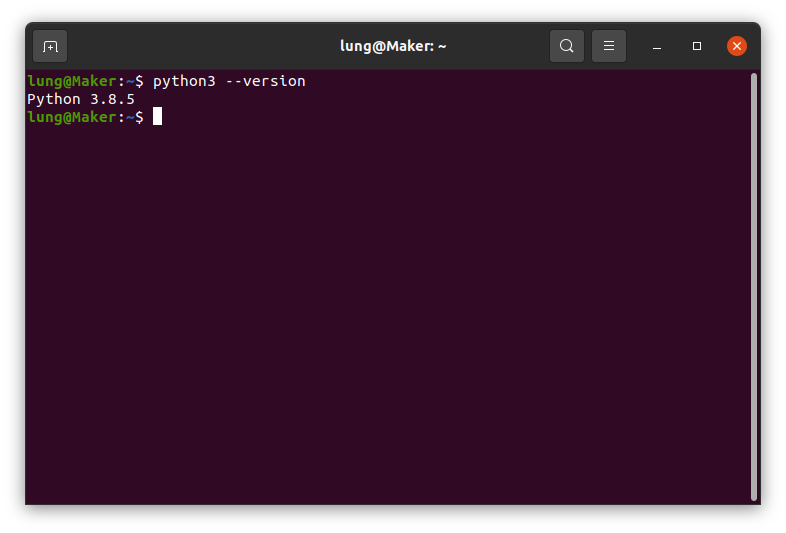 lung@Maker: ~
lung@Maker:~$ python3 --version
Python 3.8.5
lung@Maker:~$